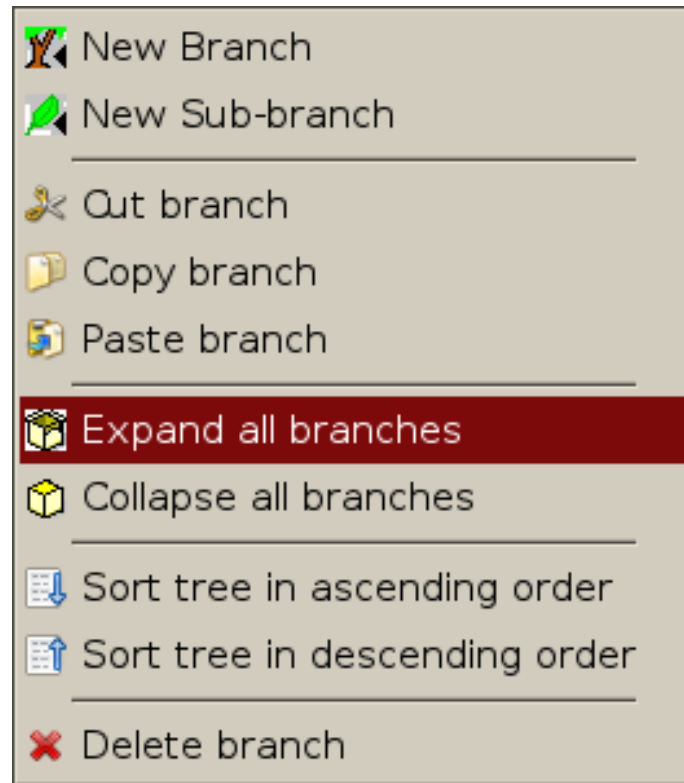 New Branch
New Sub-branch
Cut branch
Copy branch
Paste branch
Expand all branches
Collapse all branches
Sort tree in ascending order
Sort tree in descending order
Delete branch